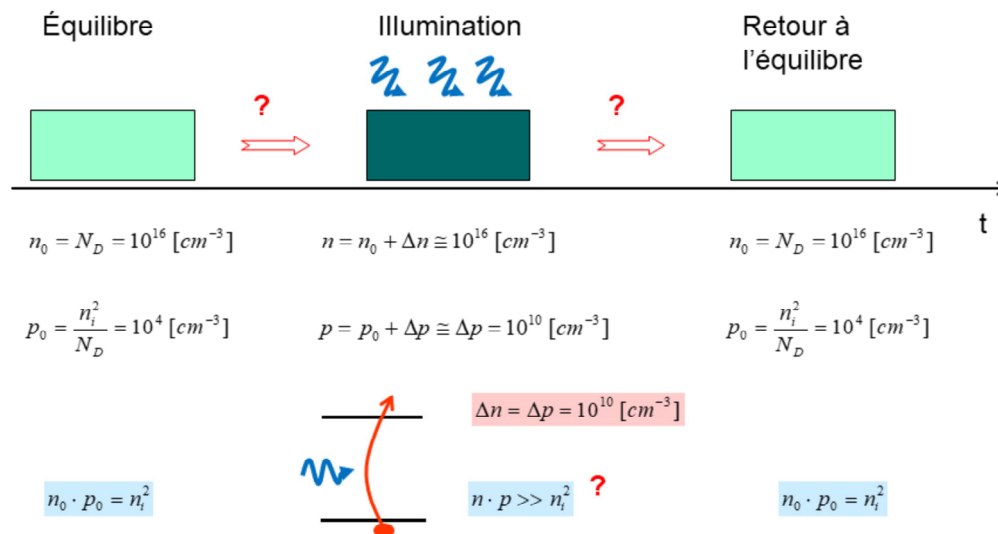 Équilibre
Illumination
Retour à
l'équilibre
?
?
t
n₀ = N_D = 10¹⁶ [cm⁻³]
n = n₀ + Δn ≅ 10¹⁶ [cm⁻³]
n₀ = N_D = 10¹⁶ [cm⁻³]
p₀ = n_i² / N_D = 10⁴ [cm⁻³]
p = p₀ + Δp ≅ Δp = 10¹⁰ [cm⁻³]
p₀ = n_i² / N_D = 10⁴ [cm⁻³]
Δn = Δp = 10¹⁰ [cm⁻³]
n₀ · p₀ = n_i²
n · p >> n_i² ?
n₀ · p₀ = n_i²